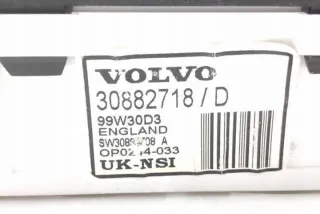 VOLVO
30882718 / D
99W30D3
ENGLAND
A
UK-NSI